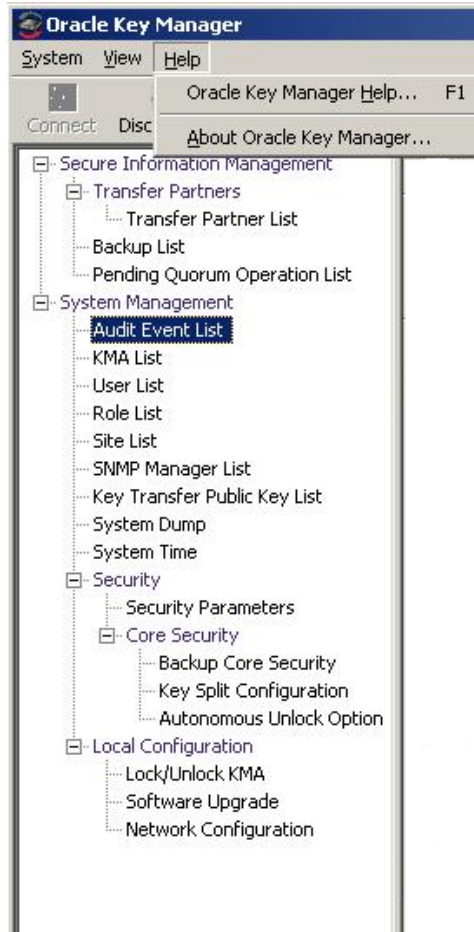 Oracle Key Manager
System View Help
Oracle Key Manager Help... F1
Connect Disc
About Oracle Key Manager...
Secure Information Management
Transfer Partners
Transfer Partner List
Backup List
Pending Quorum Operation List
System Management
Audit Event List
KMA List
User List
Role List
Site List
SNMP Manager List
Key Transfer Public Key List
System Dump
System Time
Security
Security Parameters
Core Security
Backup Core Security
Key Split Configuration
Autonomous Unlock Option
Local Configuration
Lock/Unlock KMA
Software Upgrade
Network Configuration